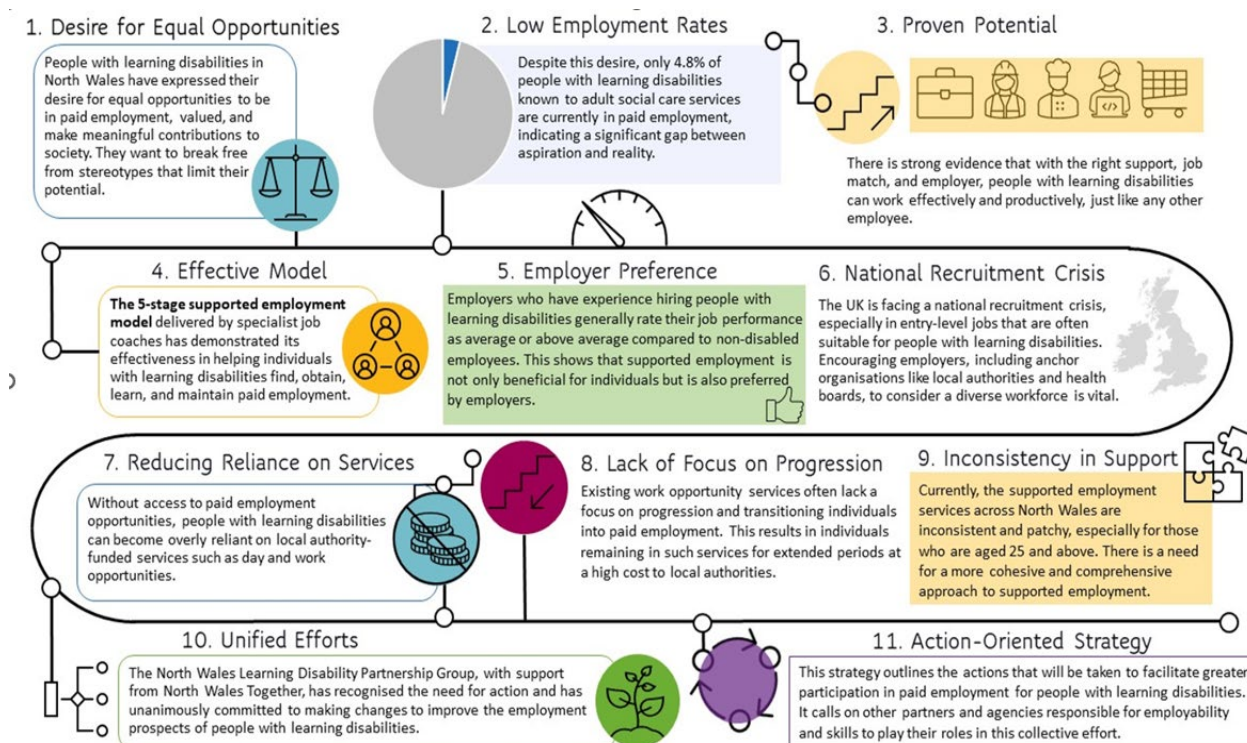 1. Desire for Equal Opportunities
People with learning disabilities in
North Wales have expressed their
desire for equal opportunities to be
in paid employment, valued, and
make meaningful contributions to
society. They want to break free
from stereotypes that limit their
potential.
2. Low Employment Rates
Despite this desire, only 4.8% of
people with learning disabilities
known to adult social care services
are currently in paid employment,
indicating a significant gap between
aspiration and reality.
3. Proven Potential
There is strong evidence that with the right support, job
match, and employer, people with learning disabilities
can work effectively and productively, just like any other
employee.
4. Effective Model
The 5-stage supported employment
model delivered by specialist job
coaches has demonstrated its
effectiveness in helping individuals
with learning disabilities find, obtain,
learn, and maintain paid employment.
5. Employer Preference
Employers who have experience hiring people with
learning disabilities generally rate their job performance
as average or above average compared to non-disabled
employees. This shows that supported employment is
not only beneficial for individuals but is also preferred
by employers.
6. National Recruitment Crisis
The UK is facing a national recruitment crisis,
especially in entry-level jobs that are often
suitable for people with learning disabilities.
Encouraging employers, including anchor
organisations like local authorities and health
boards, to consider a diverse workforce is vital.
7. Reducing Reliance on Services
Without access to paid employment
opportunities, people with learning disabilities
can become overly reliant on local authority-
funded services such as day and work
opportunities.
8. Lack of Focus on Progression
Existing work opportunity services often lack a
focus on progression and transitioning individuals
into paid employment. This results in individuals
remaining in such services for extended periods at
a high cost to local authorities.
9. Inconsistency in Support
Currently, the supported employment
services across North Wales are
inconsistent and patchy, especially for those
who are aged 25 and above. There is a need
for a more cohesive and comprehensive
approach to supported employment.
10. Unified Efforts
The North Wales Learning Disability Partnership Group, with support
from North Wales Together, has recognised the need for action and has
unanimously committed to making changes to improve the employment
prospects of people with learning disabilities.
11. Action-Oriented Strategy
This strategy outlines the actions that will be taken to facilitate greater
participation in paid employment for people with learning disabilities.
It calls on other partners and agencies responsible for employability
and skills to play their roles in this collective effort.